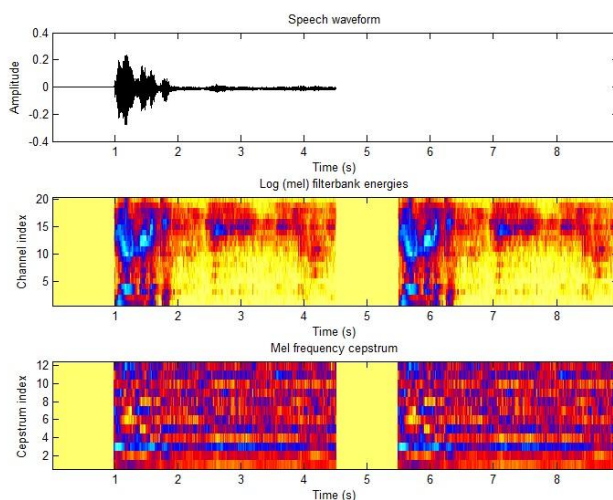 Speech waveform
0.4
0.2
0
-0.2
-0.4
Amplitude
1 2 3 4 5 6 7 8
Time (s)
Log (mel) filterbank energies
20
15
10
5
Channel index
1 2 3 4 5 6 7 8
Time (s)
Mel frequency cepstrum
12
10
8
6
4
2
Cepstrum index
1 2 3 4 5 6 7 8
Time (s)